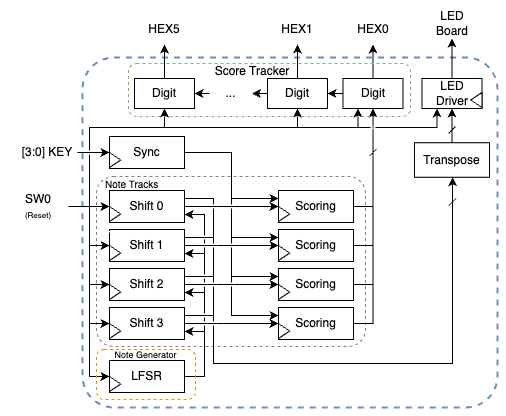 HEX5
HEX1
HEX0
LED
Board
Score Tracker
Digit
...
Digit
Digit
LED
Driver
[3:0] KEY
Sync
Transpose
Note Tracks
SW0
(Reset)
Shift 0
Scoring
Shift 1
Scoring
Shift 2
Scoring
Shift 3
Scoring
Note Generator
LFSR